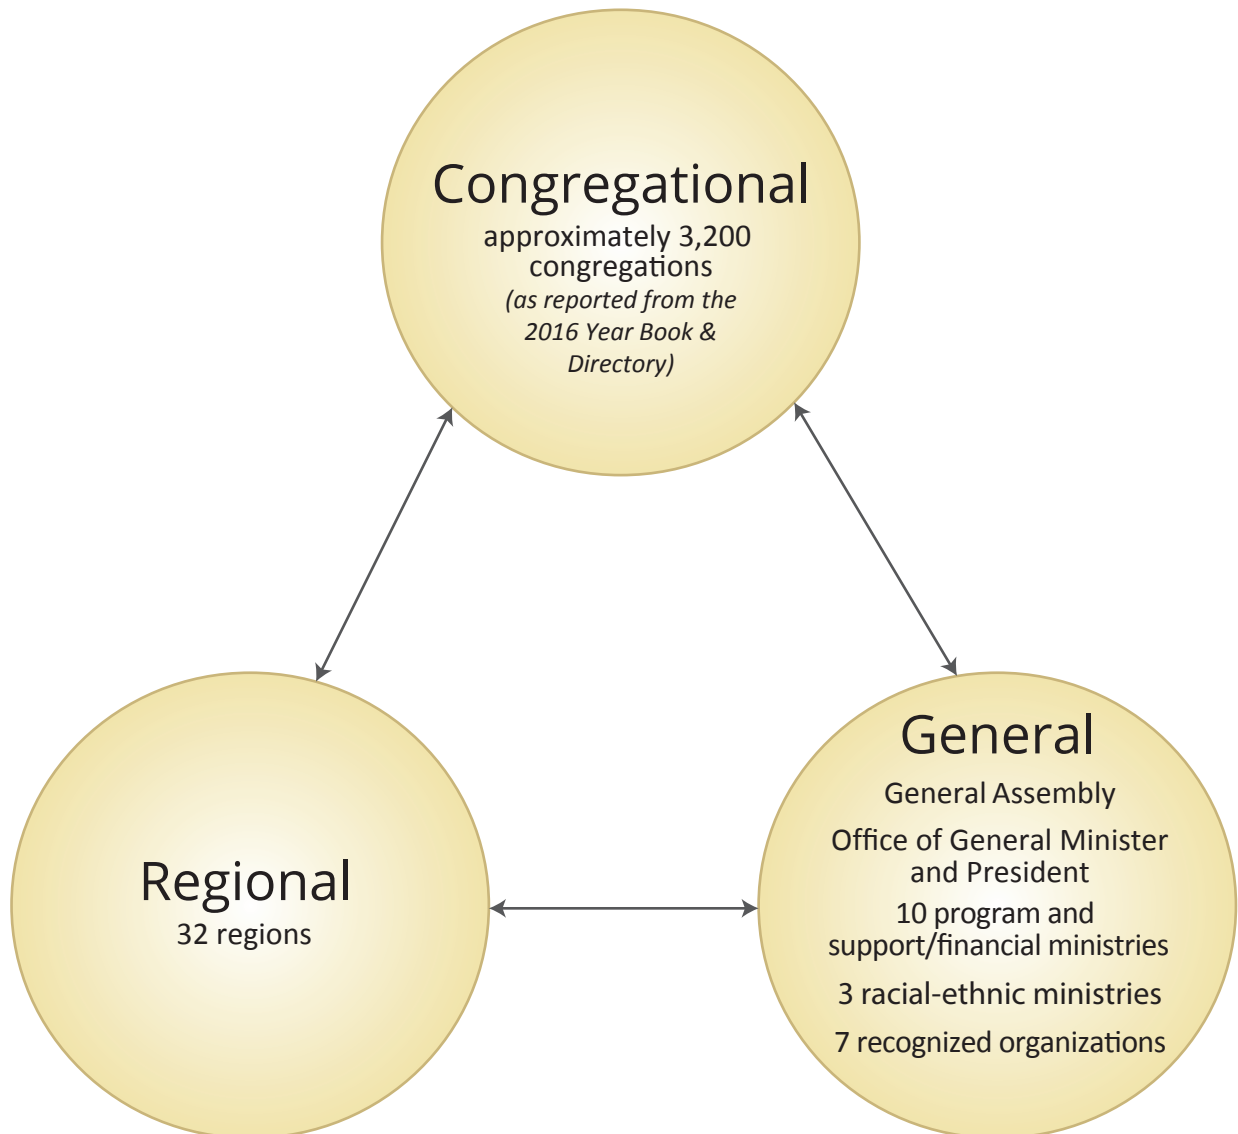 Congregational
approximately 3,200
congregations
(as reported from the
2016 Year Book &
Directory)
Regional
32 regions
General
General Assembly
Office of General Minister
and President
10 program and
support/financial ministries
3 racial-ethnic ministries
7 recognized organizations